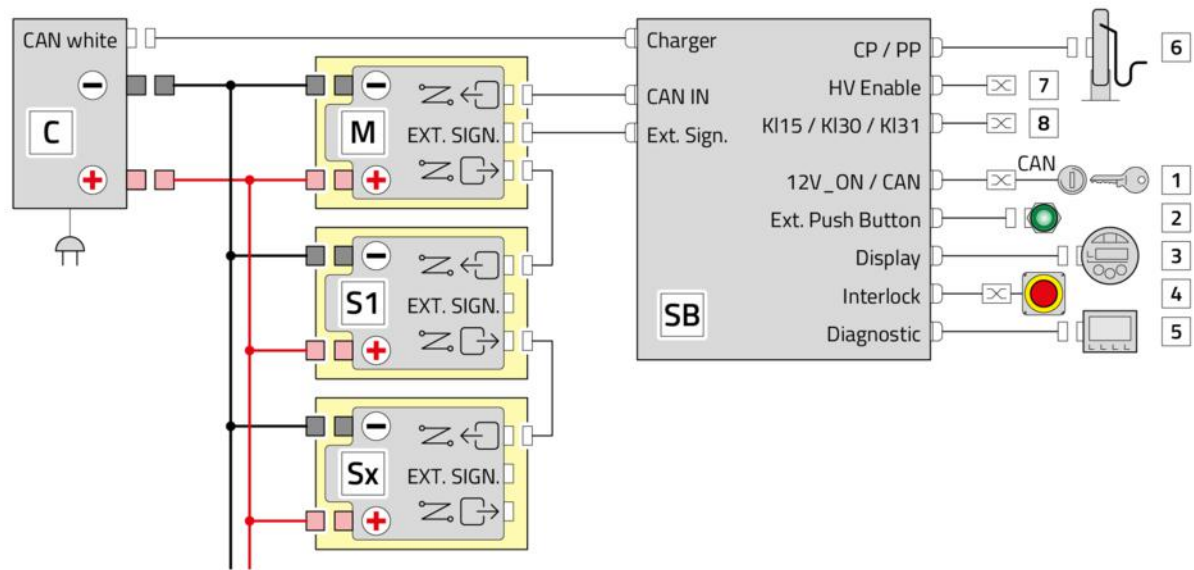 CAN white
C
M
EXT. SIGN.
S1
EXT. SIGN.
Sx
EXT. SIGN.
Charger
CAN IN
Ext. Sign.
SB
CP / PP
HV Enable
Kl15 / Kl30 / Kl31
12V_ON / CAN
Ext. Push Button
Display
Interlock
Diagnostic
6
7
8
CAN
1
2
3
4
5